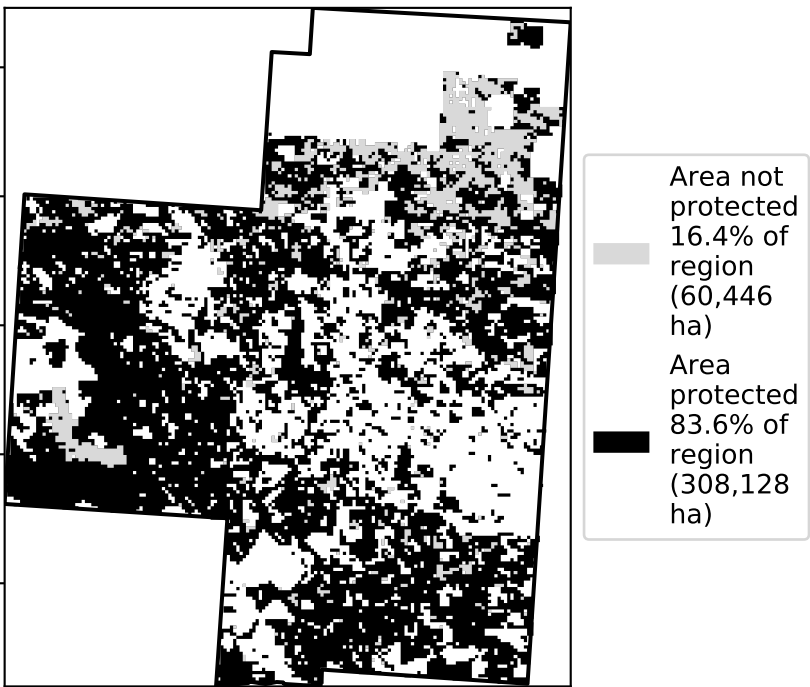 Area not
protected
16.4% of
region
(60,446
ha)
Area
protected
83.6% of
region
(308,128
ha)